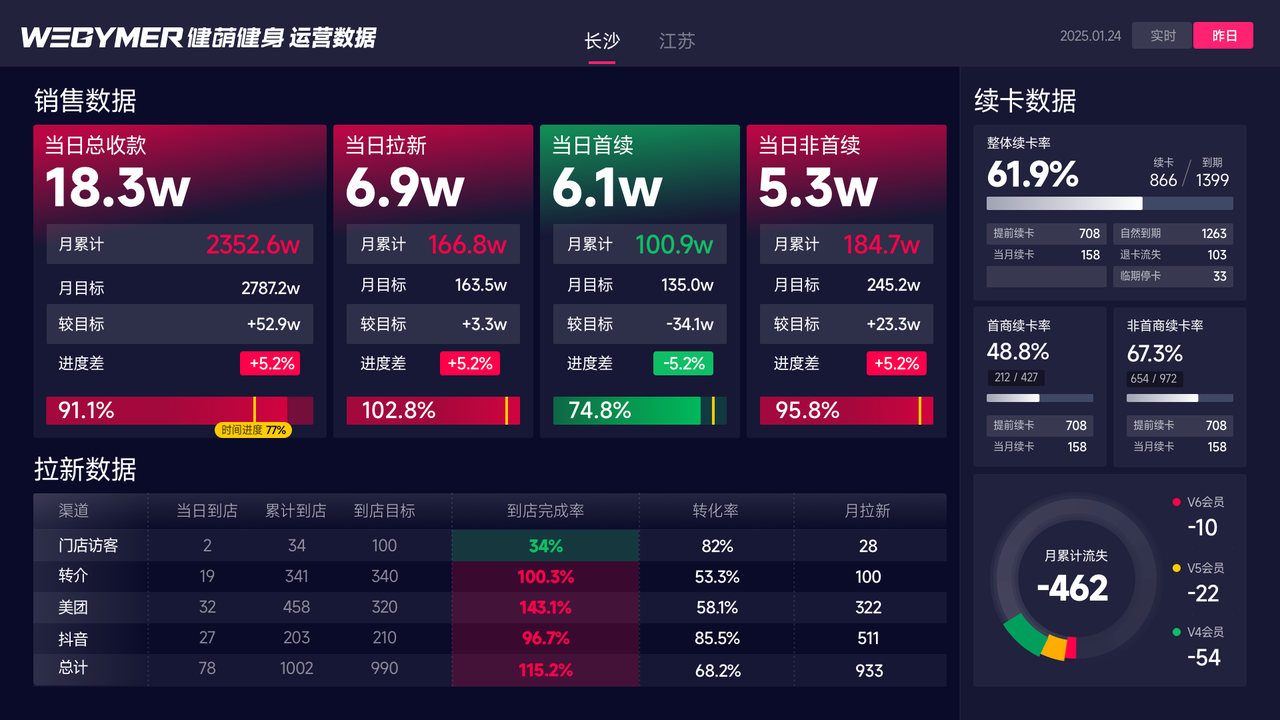 WEGYMER 健萌健身 运营数据
长沙 江苏
2025.01.24 实时 昨日
销售数据
当日总收款
18.3w
月累计 2352.6w
月目标 2787.2w
较目标 +52.9w
进度差 +5.2%
91.1%
时间进度 77%
当日拉新
6.9w
月累计 166.8w
月目标 163.5w
较目标 +3.3w
进度差 +5.2%
102.8%
当日首续
6.1w
月累计 100.9w
月目标 135.0w
较目标 -34.1w
进度差 -5.2%
74.8%
当日非首续
5.3w
月累计 184.7w
月目标 245.2w
较目标 +23.3w
进度差 +5.2%
95.8%
拉新数据
渠道 当日到店 累计到店 到店目标 到店完成率 转化率 月拉新
门店访客 2 34 100 34% 82% 28
转介 19 341 340 100.3% 53.3% 100
美团 32 458 320 143.1% 58.1% 322
抖音 27 203 210 96.7% 85.5% 511
总计 78 1002 990 115.2% 68.2% 933
续卡数据
整体续卡率
61.9%
续卡 / 到期
866 1399
提前续卡 708
当月续卡 158
自然到期 1263
退卡流失 103
临期停卡 33
首商续卡率
48.8%
212 / 427
提前续卡 708
当月续卡 158
非首商续卡率
67.3%
654 / 972
提前续卡 708
当月续卡 158
月累计流失
-462
V6会员
-10
V5会员
-22
V4会员
-54